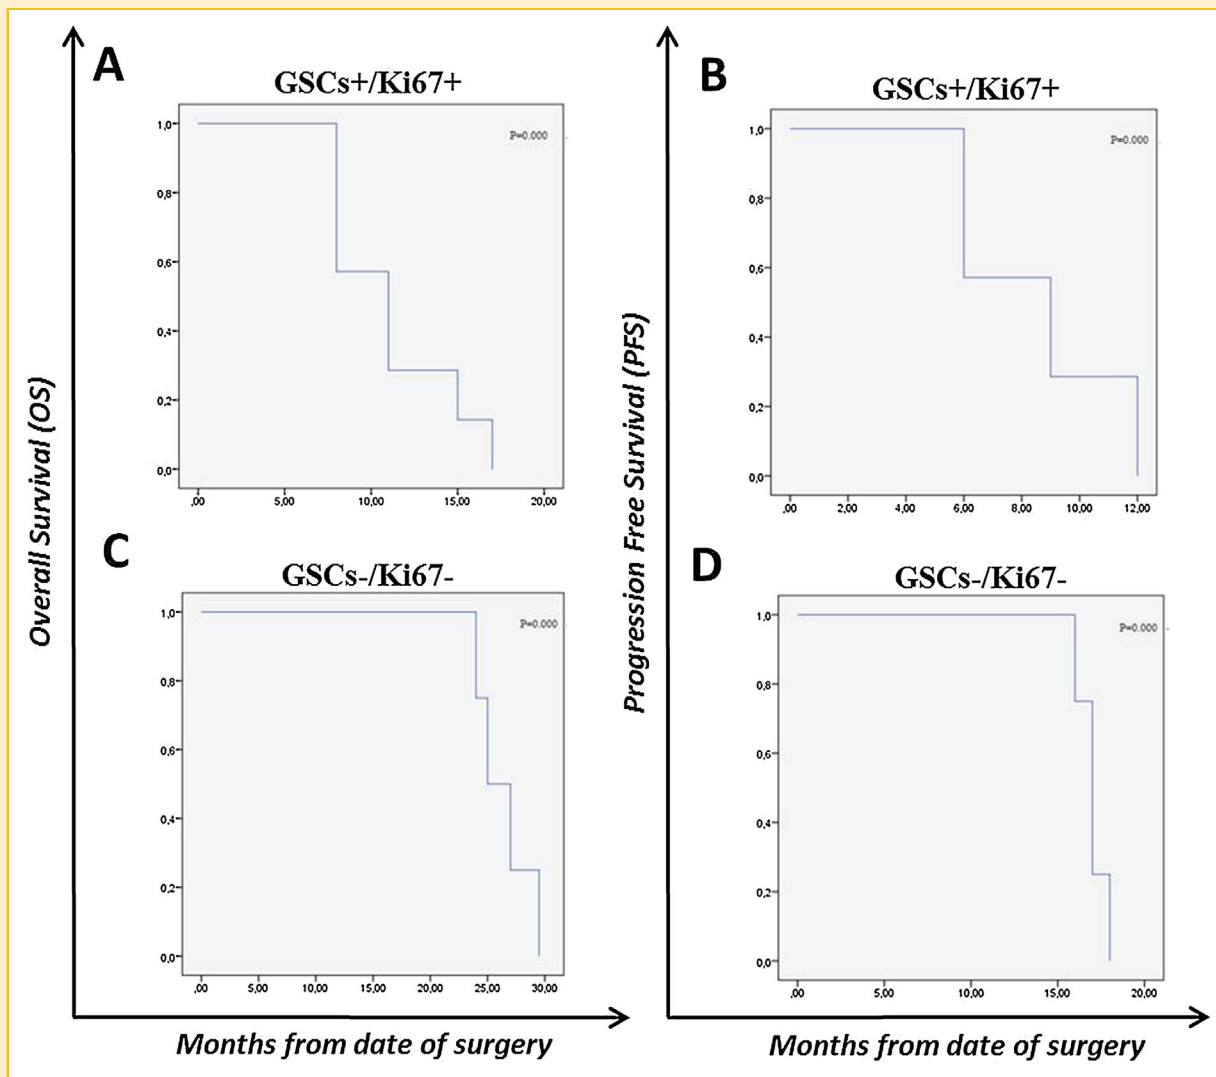 A
GSCs+/Ki67+
P=0.000
1,0
0,8
0,6
0,4
0,2
0,0
,00 5,00 10,00 15,00 20,00
B
GSCs+/Ki67+
P=0.000
1,0
0,8
0,6
0,4
0,2
0,0
,00 2,00 4,00 6,00 8,00 10,00 12,00
Overall Survival (OS)
Progression Free Survival (PFS)
C
GSCs-/Ki67-
P=0.000
1,0
0,8
0,6
0,4
0,2
0,0
,00 5,00 10,00 15,00 20,00 25,00 30,00
D
GSCs-/Ki67-
P=0.000
1,0
0,8
0,6
0,4
0,2
0,0
,00 5,00 10,00 15,00 20,00
Months from date of surgery
Months from date of surgery